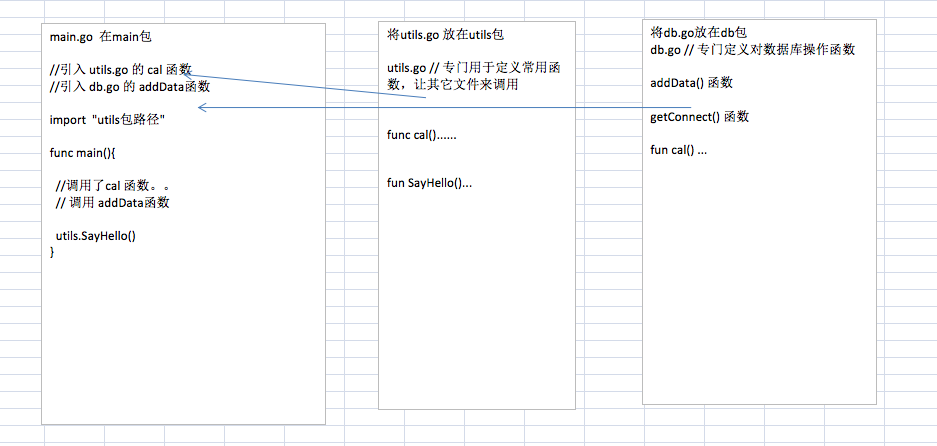 main.go 在main包
//引入 utils.go 的 cal 函数
//引入 db.go 的 addData函数
import "utils包路径"
func main(){
//调用了cal 函数。。
// 调用 addData函数
utils.SayHello()
}
将utils.go 放在utils包
utils.go // 专门用于定义常用函
数，让其它文件来调用
func cal()......
fun SayHello()...
将db.go放在db包
db.go // 专门定义对数据库操作函数
addData() 函数
getConnect() 函数
fun cal() ...